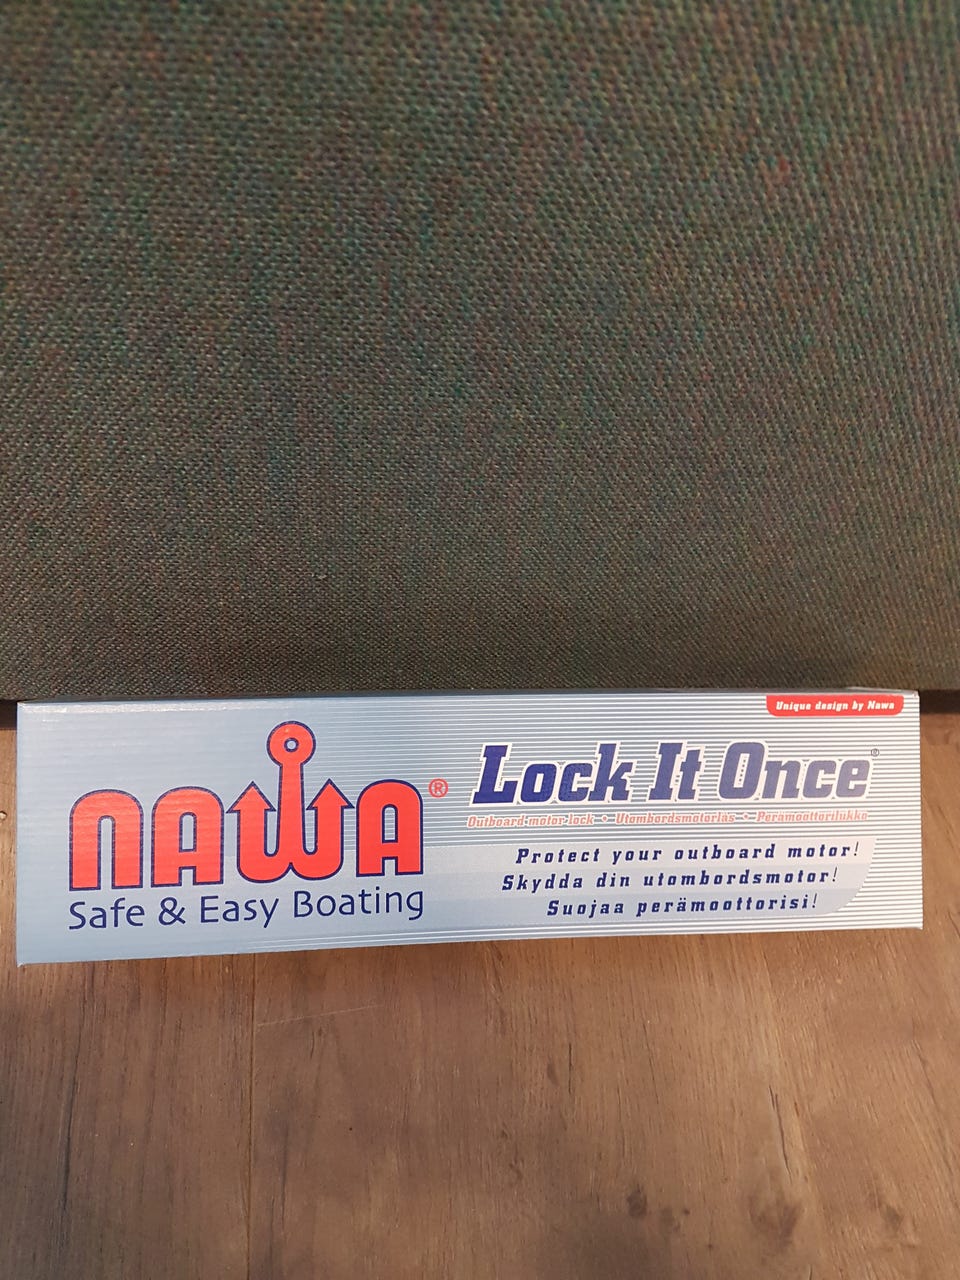 Unique design by Nawa
NAWA®
Safe & Easy Boating
Lock It Once®
Outboard motor lock • Utombordsmotorlås • Perämoottorilukko
Protect your outboard motor!
Skydda din utombordsmotor!
Suojaa perämoottorisi!